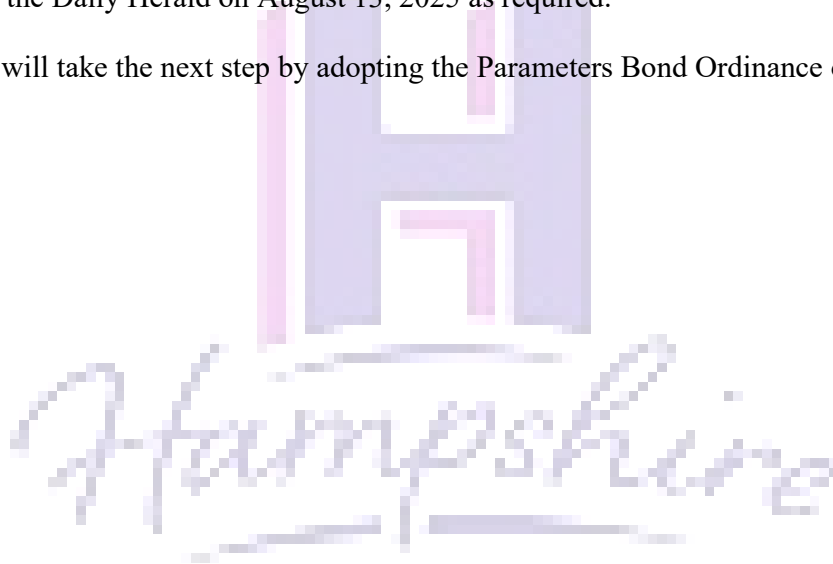 the Daily Herald on August 13, 2025 as required.
will take the next step by adopting the Parameters Bond Ordinance
H
Hampshire